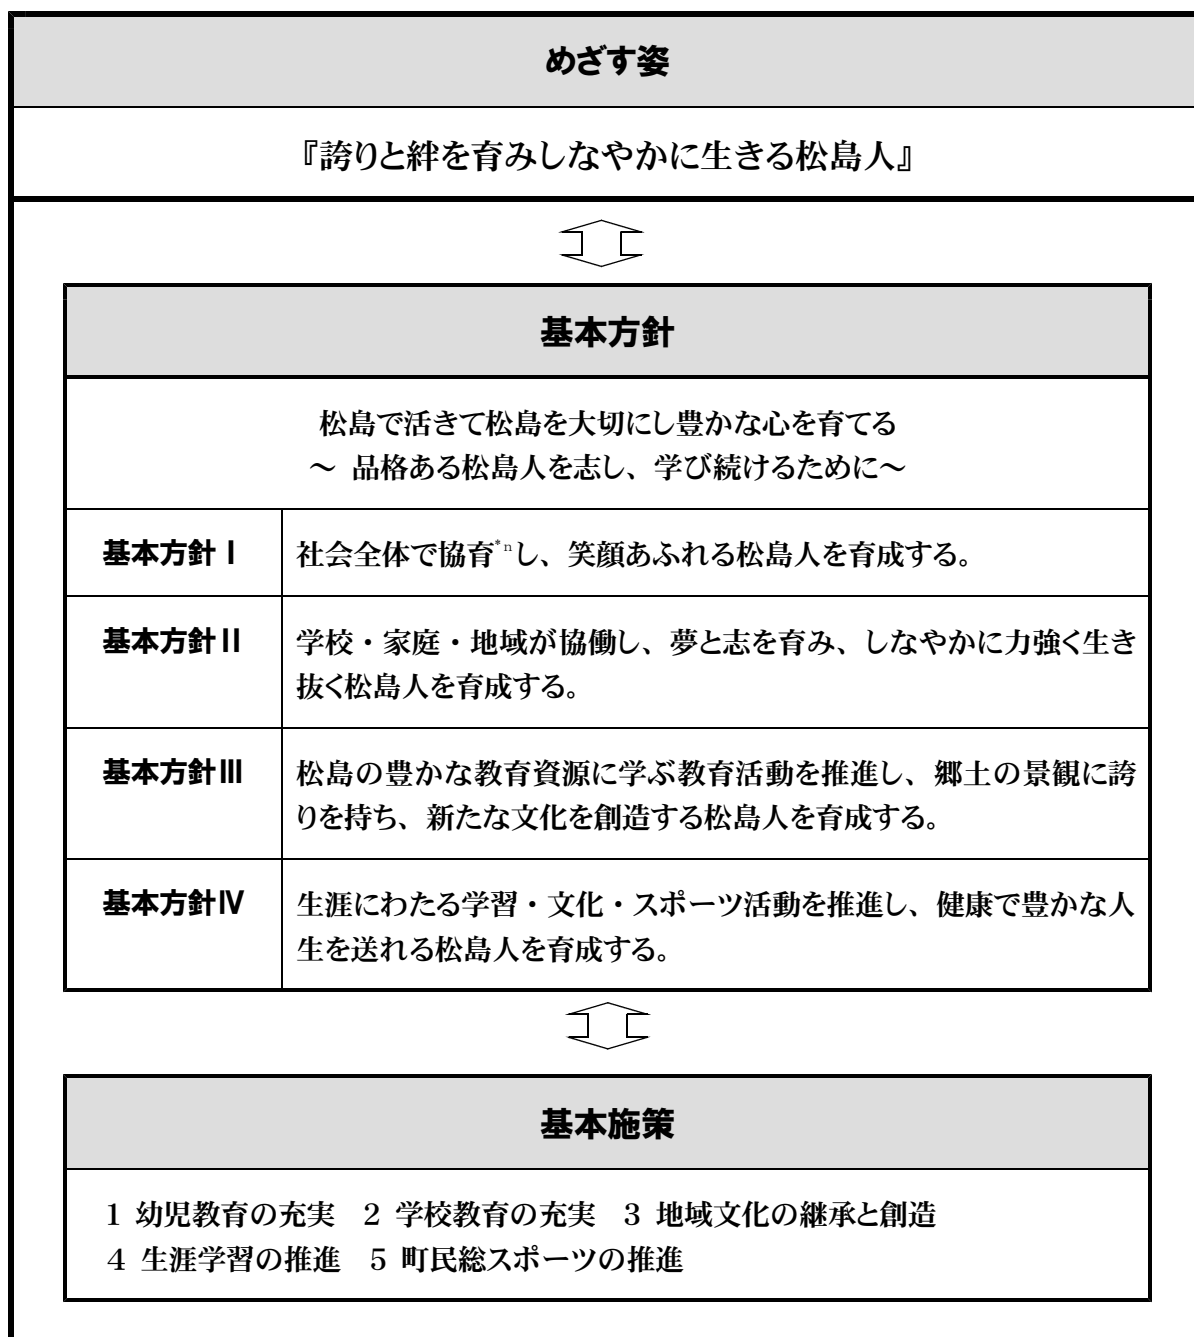 めざす姿
『誇りと絆を育みしなやかに生きる松島人』
基本方針
松島で活きて松島を大切にし豊かな心を育てる
～ 品格ある松島人を志し、学び続けるために～
基本方針Ⅰ 社会全体で協育*nし、笑顔あふれる松島人を育成する。
基本方針Ⅱ 学校・家庭・地域が協働し、夢と志を育み、しなやかに力強く生き
抜く松島人を育成する。
基本方針Ⅲ 松島の豊かな教育資源に学ぶ教育活動を推進し、郷土の景観に誇
りを持ち、新たな文化を創造する松島人を育成する。
基本方針Ⅳ 生涯にわたる学習・文化・スポーツ活動を推進し、健康で豊かな人
生を送れる松島人を育成する。
基本施策
1 幼児教育の充実 2 学校教育の充実 3 地域文化の継承と創造
4 生涯学習の推進 5 町民総スポーツの推進